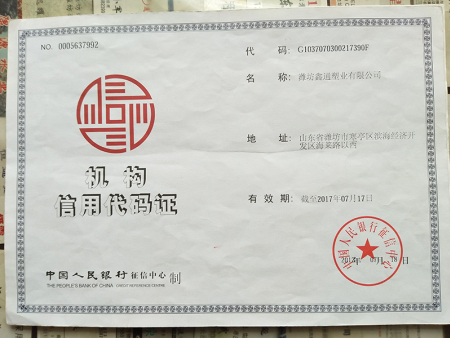 NO. 0005637992
代 码: G1037070300217390F
名 称: 潍坊鑫通塑业有限公司
地 址: 山东省潍坊市寒亭区滨海经济开
发区海莱路以西
机 构
信用代码证
有 效 期: 截至2017年07月17日
中国人民银行征信中心
中国人民银行 征信中心 制
THE PEOPLE'S BANK OF CHINA CREDIT REFERENCE CENTRE